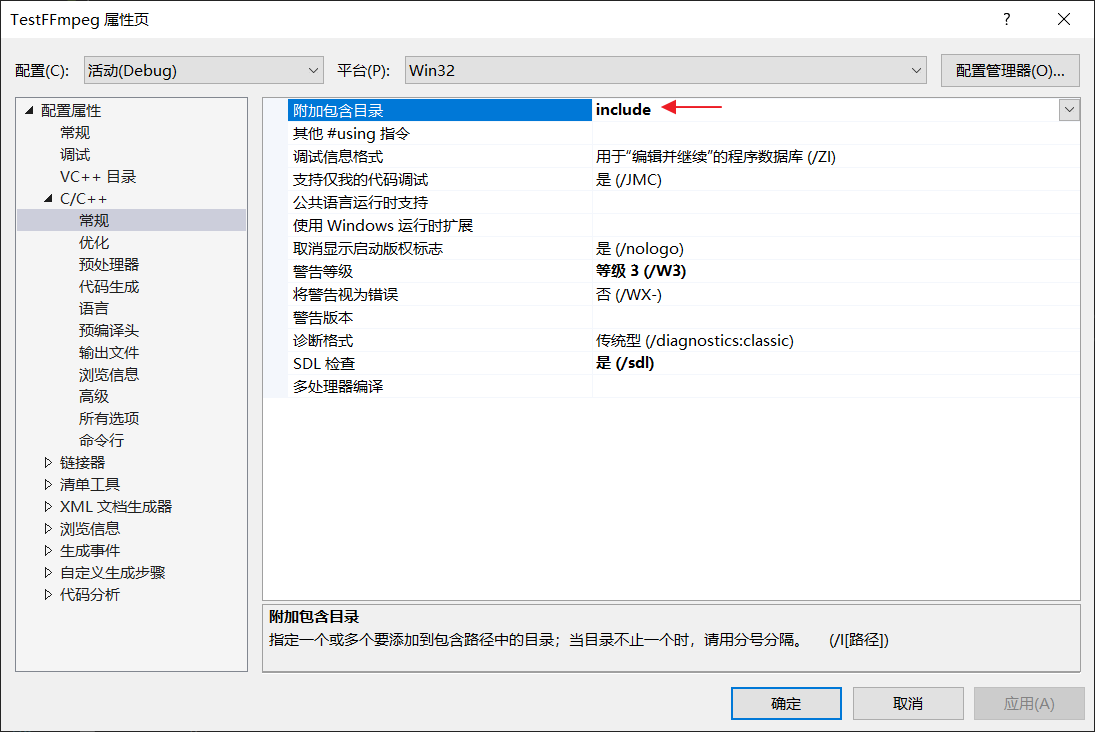 TestFFmpeg 属性页
配置(C): 活动(Debug) 平台(P): Win32 配置管理器(O)...
配置属性
常规
调试
VC++ 目录
C/C++
常规
优化
预处理器
代码生成
语言
预编译头
输出文件
浏览信息
高级
所有选项
命令行
链接器
清单工具
XML 文档生成器
浏览信息
生成事件
自定义生成步骤
代码分析
附加包含目录 include
其他 #using 指令
调试信息格式 用于“编辑并继续”的程序数据库 (/ZI)
支持仅我的代码调试 是 (/JMC)
公共语言运行时支持
使用 Windows 运行时扩展
取消显示启动版权标志 是 (/nologo)
警告等级 等级 3 (/W3)
将警告视为错误 否 (/WX-)
警告版本
诊断格式 传统型 (/diagnostics:classic)
SDL 检查 是 (/sdl)
多处理器编译
附加包含目录
指定一个或多个要添加到包含路径中的目录；当目录不止一个时，请用分号分隔。 (/I[路径])
确定 取消 应用(A)